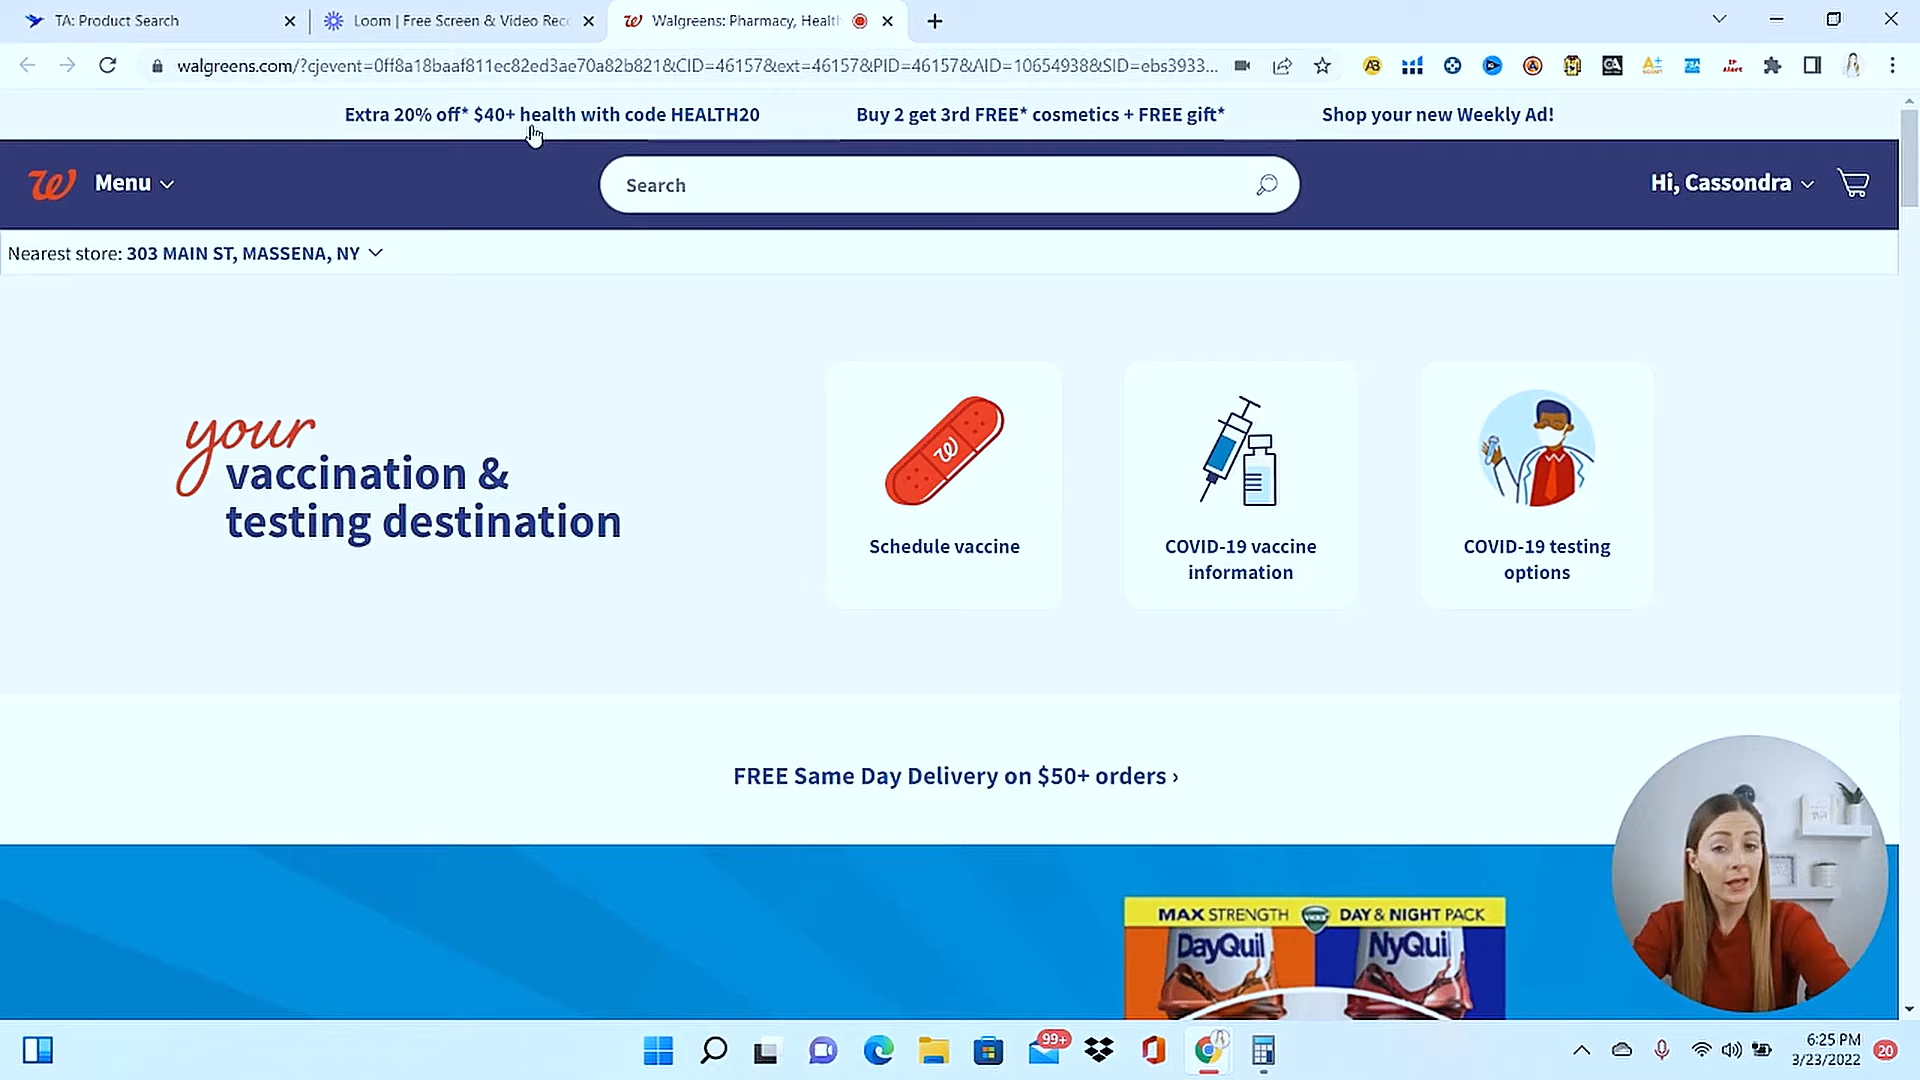 TA: Product Search
Loom | Free Screen & Video Rec
Walgreens: Pharmacy, Healt
walgreens.com/?cjevent=0ff8a18baaf811ec82ed3ae70a82b821&CID=46157&ext=46157&PID=46157&AID=10654938&SID=ebs3933...
Extra 20% off* $40+ health with code HEALTH20
Buy 2 get 3rd FREE* cosmetics + FREE gift*
Shop your new Weekly Ad!
Menu
Search
Hi, Cassondra
Nearest store: 303 MAIN ST, MASSENA, NY
your
vaccination &
testing destination
Schedule vaccine
COVID-19 vaccine
information
COVID-19 testing
options
FREE Same Day Delivery on $50+ orders ›
MAX STRENGTH VICKS DAY & NIGHT PACK
DayQuil
NyQuil
99+
6:25 PM
3/23/2022
20